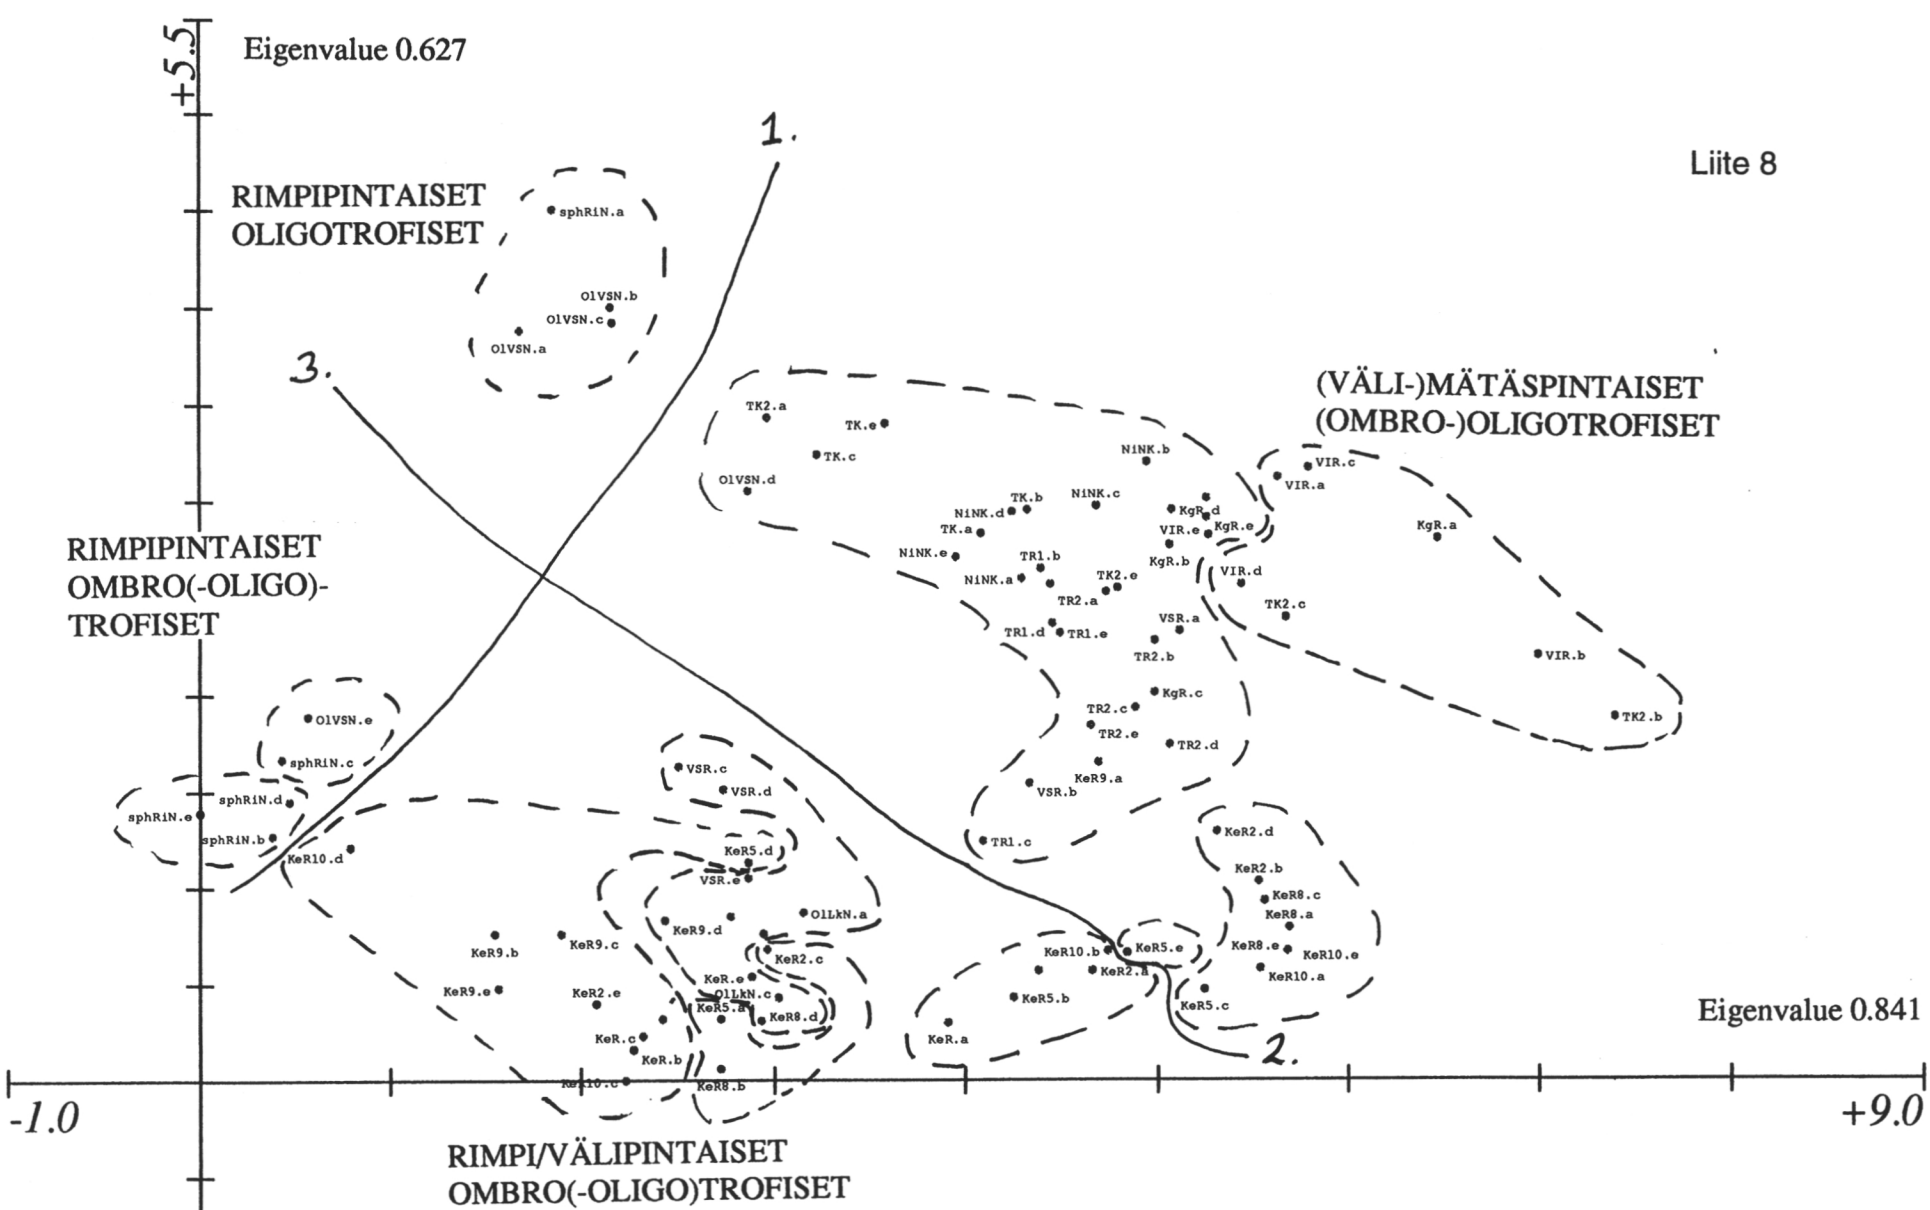 +5.5
Eigenvalue 0.627
1.
Liite 8
RIMPIPINTAISET
OLIGOTROFISET
sphRiN.a
OlVSN.b
OlVSN.c
OlVSN.a
3.
(VÄLI-)MÄTÄSPINTAISET
(OMBRO-)OLIGOTROFISET
TK2.a
TK.e
TK.c
NiNK.b
VIR.c
VIR.a
OlVSN.d
TK.b
NiNK.c
NiNK.d
KgR.d
TK.a
VIR.e
KgR.e
KgR.a
NiNK.e
TR1.b
KgR.b
NiNK.a
TK2.e
VIR.d
TR2.a
TK2.c
RIMPIPINTAISET
OMBRO(-OLIGO)-
TROFISET
VSR.a
TR1.d
TR1.e
TR2.b
VIR.b
KgR.c
TR2.c
TK2.b
TR2.e
TR2.d
OlVSN.e
sphRiN.c
VSR.c
KeR9.a
VSR.d
VSR.b
sphRiN.d
sphRiN.e
sphRiN.b
KeR10.d
KeR5.d
TR1.c
KeR2.d
VSR.e
KeR2.b
KeR8.c
OlLkN.a
KeR8.a
KeR9.d
KeR9.b
KeR9.c
KeR10.b
KeR5.e
KeR8.e
KeR10.e
KeR2.c
KeR2.a
KeR10.a
KeR.e
KeR9.e
KeR2.e
OlLkN.c
KeR5.a
KeR5.b
KeR5.c
KeR8.d
Eigenvalue 0.841
KeR.c
KeR.a
KeR.b
2.
KeR10.c
KeR8.b
-1.0
+9.0
RIMPI/VÄLIPINTAISET
OMBRO(-OLIGO)TROFISET